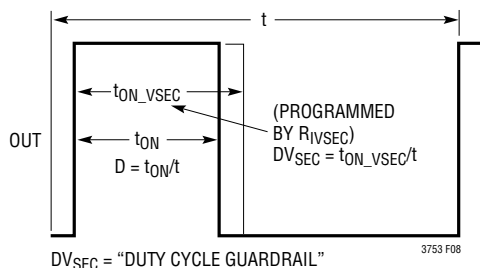 t
tON_VSEC
(PROGRAMMED
BY RIVSEC)
DVSEC = tON_VSEC/t
OUT
tON
D = tON/t
3753 F08
DVSEC = “DUTY CYCLE GUARDRAIL”